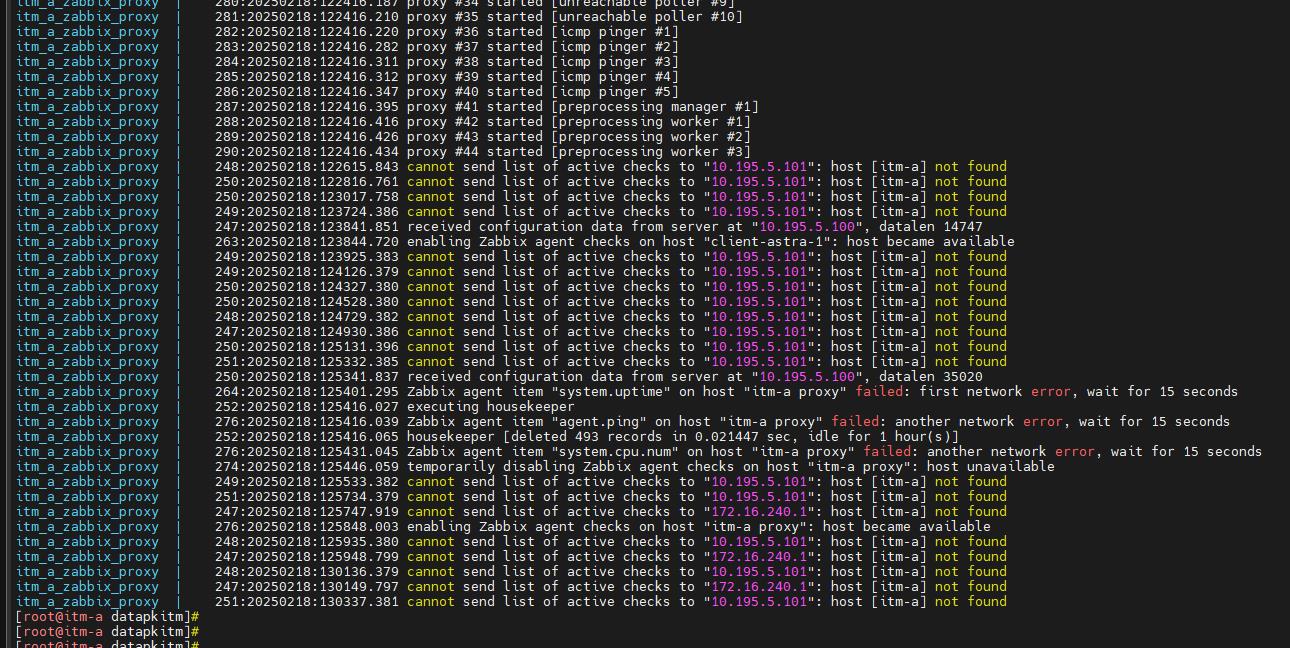 itm_a_zabbix_proxy | 280:20250218:122416.187 proxy #34 started [unreachable poller #9]
itm_a_zabbix_proxy | 281:20250218:122416.210 proxy #35 started [unreachable poller #10]
itm_a_zabbix_proxy | 282:20250218:122416.220 proxy #36 started [icmp pinger #1]
itm_a_zabbix_proxy | 283:20250218:122416.282 proxy #37 started [icmp pinger #2]
itm_a_zabbix_proxy | 284:20250218:122416.311 proxy #38 started [icmp pinger #3]
itm_a_zabbix_proxy | 285:20250218:122416.312 proxy #39 started [icmp pinger #4]
itm_a_zabbix_proxy | 286:20250218:122416.347 proxy #40 started [icmp pinger #5]
itm_a_zabbix_proxy | 287:20250218:122416.395 proxy #41 started [preprocessing manager #1]
itm_a_zabbix_proxy | 288:20250218:122416.416 proxy #42 started [preprocessing worker #1]
itm_a_zabbix_proxy | 289:20250218:122416.426 proxy #43 started [preprocessing worker #2]
itm_a_zabbix_proxy | 290:20250218:122416.434 proxy #44 started [preprocessing worker #3]
itm_a_zabbix_proxy | 248:20250218:122615.843 cannot send list of active checks to "10.195.5.101": host [itm-a] not found
itm_a_zabbix_proxy | 250:20250218:122816.761 cannot send list of active checks to "10.195.5.101": host [itm-a] not found
itm_a_zabbix_proxy | 250:20250218:123017.758 cannot send list of active checks to "10.195.5.101": host [itm-a] not found
itm_a_zabbix_proxy | 249:20250218:123724.386 cannot send list of active checks to "10.195.5.101": host [itm-a] not found
itm_a_zabbix_proxy | 247:20250218:123841.851 received configuration data from server at "10.195.5.100", datalen 14747
itm_a_zabbix_proxy | 263:20250218:123844.720 enabling Zabbix agent checks on host "client-astra-1": host became available
itm_a_zabbix_proxy | 249:20250218:123925.383 cannot send list of active checks to "10.195.5.101": host [itm-a] not found
itm_a_zabbix_proxy | 249:20250218:124126.379 cannot send list of active checks to "10.195.5.101": host [itm-a] not found
itm_a_zabbix_proxy | 250:20250218:124327.380 cannot send list of active checks to "10.195.5.101": host [itm-a] not found
itm_a_zabbix_proxy | 250:20250218:124528.380 cannot send list of active checks to "10.195.5.101": host [itm-a] not found
itm_a_zabbix_proxy | 248:20250218:124729.382 cannot send list of active checks to "10.195.5.101": host [itm-a] not found
itm_a_zabbix_proxy | 247:20250218:124930.386 cannot send list of active checks to "10.195.5.101": host [itm-a] not found
itm_a_zabbix_proxy | 250:20250218:125131.396 cannot send list of active checks to "10.195.5.101": host [itm-a] not found
itm_a_zabbix_proxy | 251:20250218:125332.385 cannot send list of active checks to "10.195.5.101": host [itm-a] not found
itm_a_zabbix_proxy | 250:20250218:125341.837 received configuration data from server at "10.195.5.100", datalen 35020
itm_a_zabbix_proxy | 264:20250218:125401.295 Zabbix agent item "system.uptime" on host "itm-a proxy" failed: first network error, wait for 15 seconds
itm_a_zabbix_proxy | 252:20250218:125416.027 executing housekeeper
itm_a_zabbix_proxy | 276:20250218:125416.039 Zabbix agent item "agent.ping" on host "itm-a proxy" failed: another network error, wait for 15 seconds
itm_a_zabbix_proxy | 252:20250218:125416.065 housekeeper [deleted 493 records in 0.021447 sec, idle for 1 hour(s)]
itm_a_zabbix_proxy | 276:20250218:125431.045 Zabbix agent item "system.cpu.num" on host "itm-a proxy" failed: another network error, wait for 15 seconds
itm_a_zabbix_proxy | 274:20250218:125446.059 temporarily disabling Zabbix agent checks on host "itm-a proxy": host unavailable
itm_a_zabbix_proxy | 249:20250218:125533.382 cannot send list of active checks to "10.195.5.101": host [itm-a] not found
itm_a_zabbix_proxy | 251:20250218:125734.379 cannot send list of active checks to "10.195.5.101": host [itm-a] not found
itm_a_zabbix_proxy | 247:20250218:125747.919 cannot send list of active checks to "172.16.240.1": host [itm-a] not found
itm_a_zabbix_proxy | 276:20250218:125848.003 enabling Zabbix agent checks on host "itm-a proxy": host became available
itm_a_zabbix_proxy | 248:20250218:125935.380 cannot send list of active checks to "10.195.5.101": host [itm-a] not found
itm_a_zabbix_proxy | 247:20250218:125948.799 cannot send list of active checks to "172.16.240.1": host [itm-a] not found
itm_a_zabbix_proxy | 248:20250218:130136.379 cannot send list of active checks to "10.195.5.101": host [itm-a] not found
itm_a_zabbix_proxy | 247:20250218:130149.797 cannot send list of active checks to "172.16.240.1": host [itm-a] not found
itm_a_zabbix_proxy | 251:20250218:130337.381 cannot send list of active checks to "10.195.5.101": host [itm-a] not found
[root@itm-a datapkitm]#
[root@itm-a datapkitm]#
[root@itm-a datapkitm]#